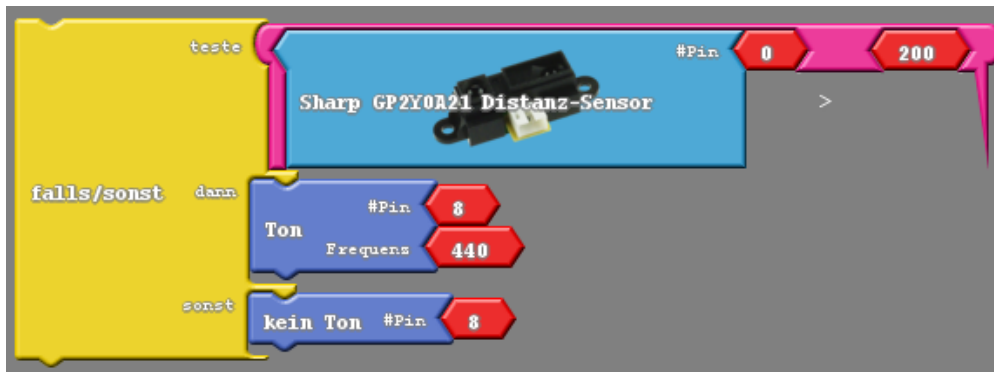 teste
#Pin 0 > 200
Sharp GP2Y0A21 Distanz-Sensor
falls/sonst
dann
Ton
#Pin 8
Frequens 440
sonst
kein Ton #Pin 8